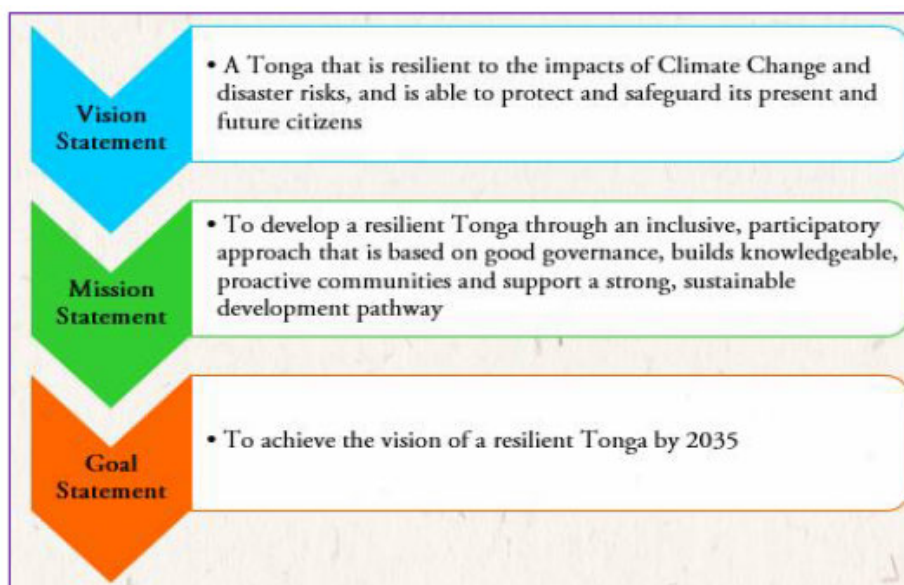 Vision
Statement
• A Tonga that is resilient to the impacts of Climate Change and
disaster risks, and is able to protect and safeguard its present and
future citizens
Mission
Statement
• To develop a resilient Tonga through an inclusive, participatory
approach that is based on good governance, builds knowledgeable,
proactive communities and support a strong, sustainable
development pathway
Goal
Statement
• To achieve the vision of a resilient Tonga by 2035